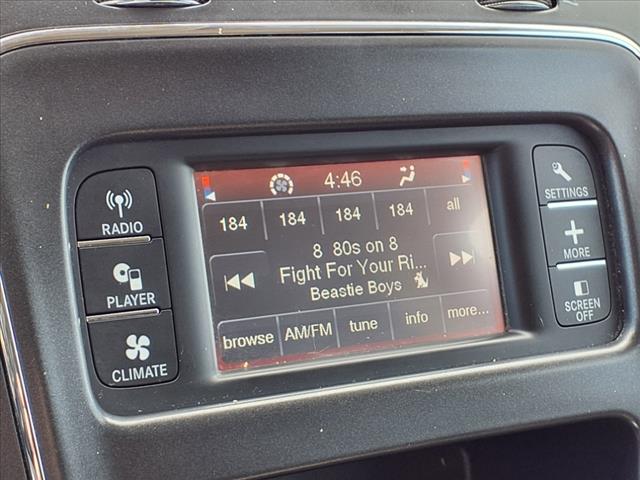 4:46
184 184 184 184 all
8 80s on 8
Fight For Your Ri...
Beastie Boys
browse AM/FM tune info more...
RADIO
PLAYER
CLIMATE
SETTINGS
MORE
SCREEN
OFF